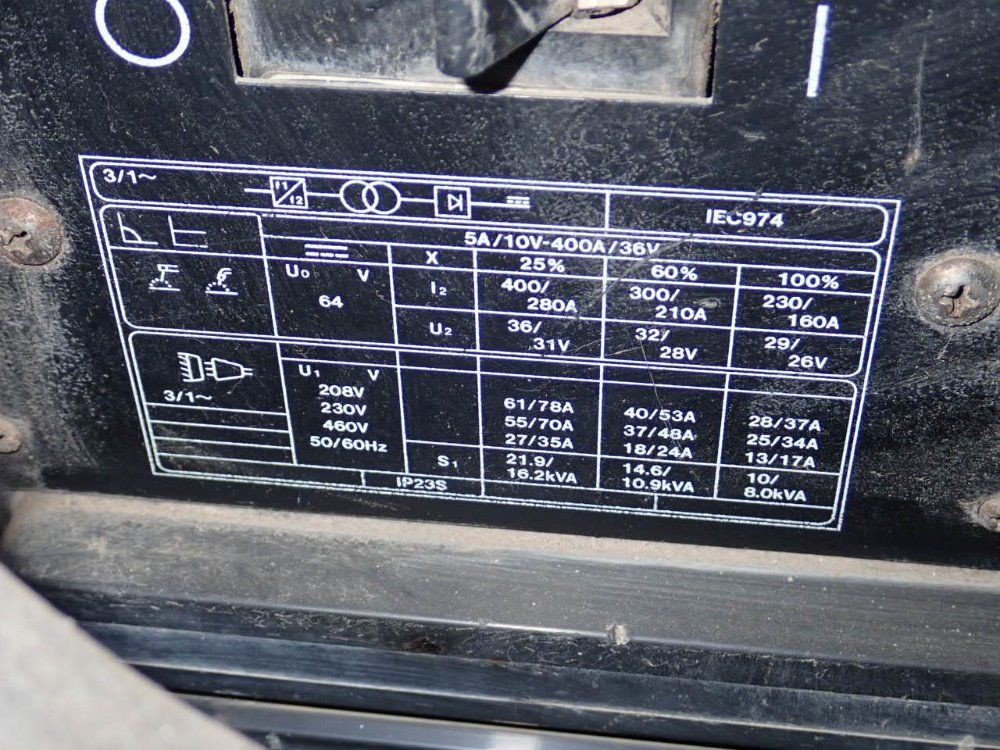 3/1~
f1
f2
IEC974
5A/10V-400A/36V
X 25% 60% 100%
U0 V
64
I2 400/ 280A 300/ 210A 230/ 160A
U2 36/ 31V 32/ 28V 29/ 26V
3/1~
U1 V
208V 61/78A 40/53A 28/37A
230V 55/70A 37/48A 25/34A
460V 27/35A 18/24A 13/17A
50/60Hz
S1 21.9/ 16.2kVA 14.6/ 10.9kVA 10/ 8.0kVA
IP23S